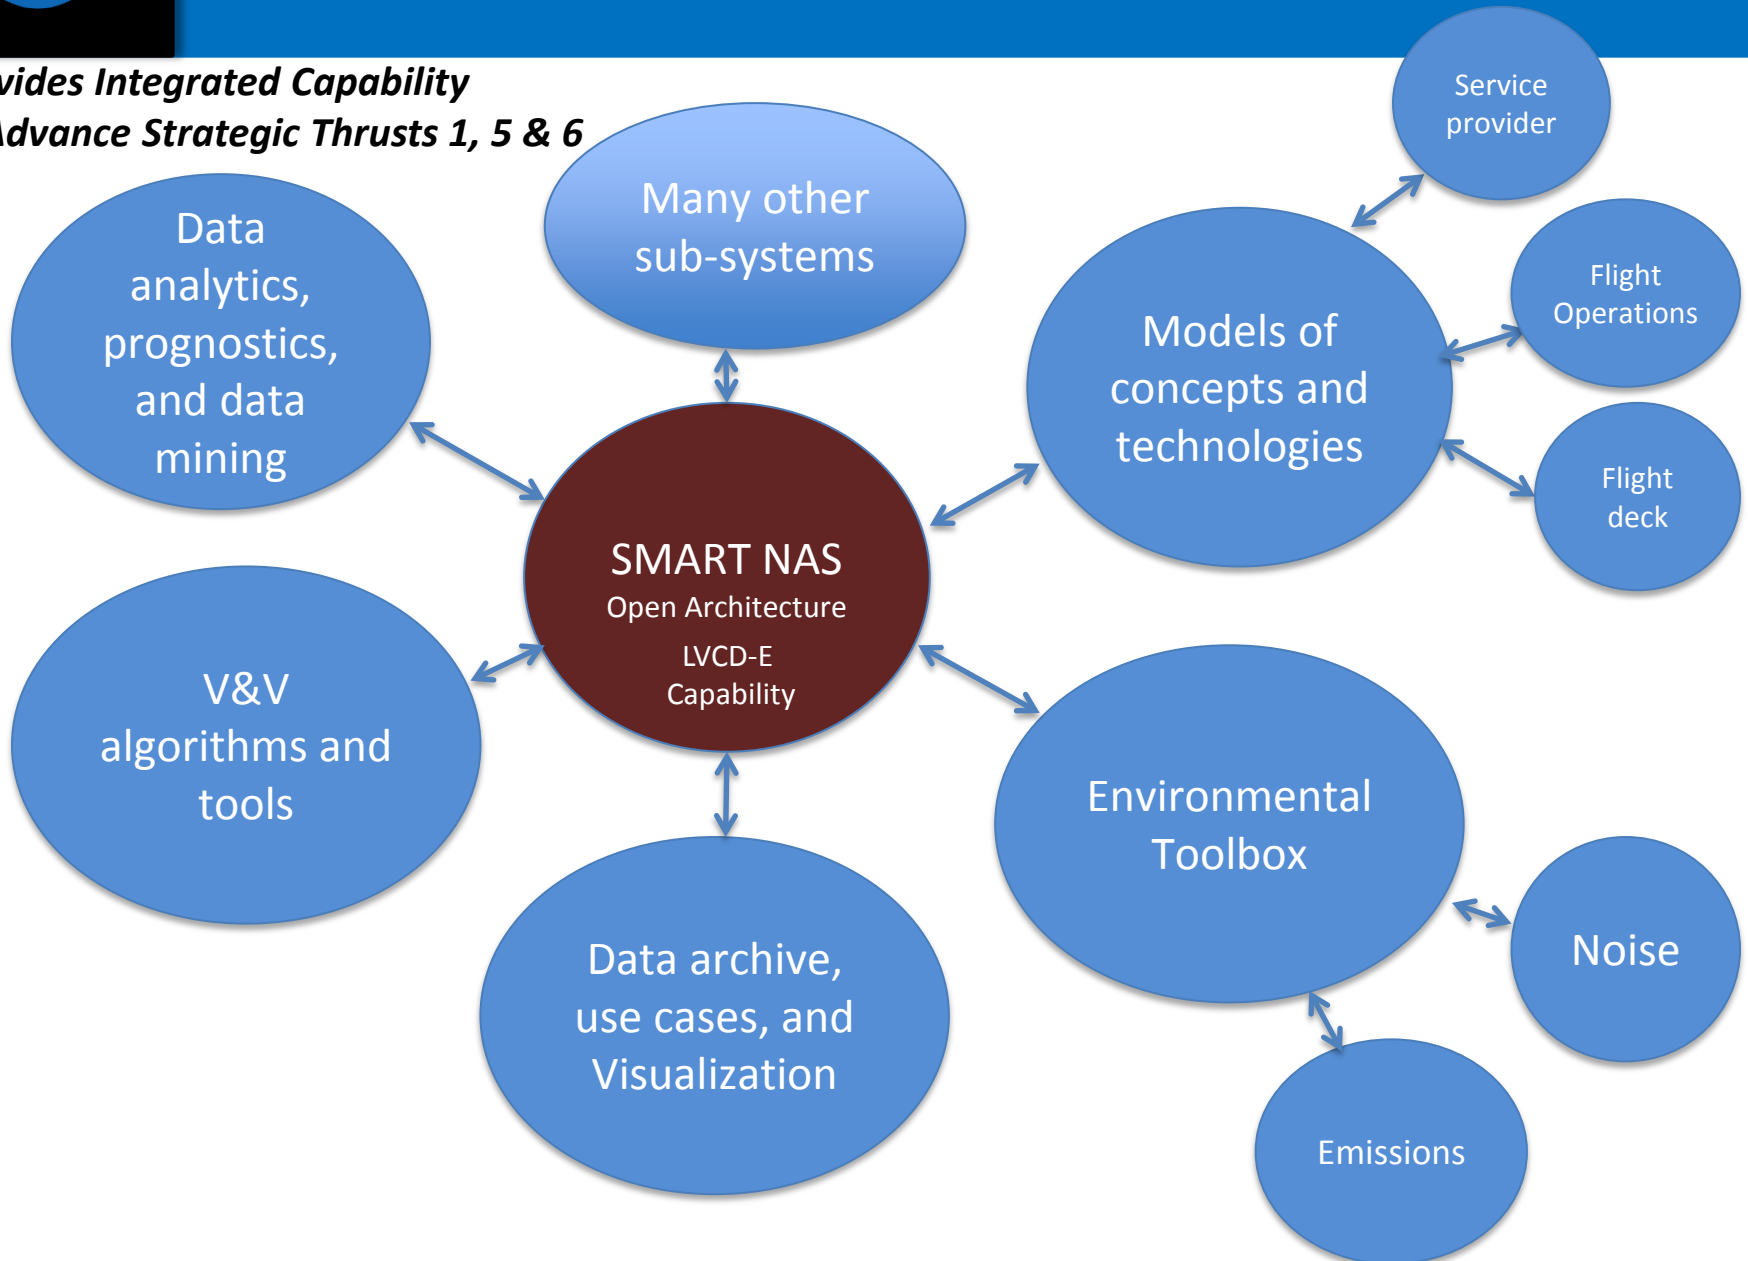 vides Integrated Capability
Advance Strategic Thrusts 1, 5 & 6
Service
provider
Many other
sub-systems
Data
analytics,
prognostics,
and data
mining
Flight
Operations
Models of
concepts and
technologies
Flight
deck
SMART NAS
Open Architecture
LVCD-E
Capability
V&V
algorithms and
tools
Environmental
Toolbox
Data archive,
use cases, and
Visualization
Noise
Emissions